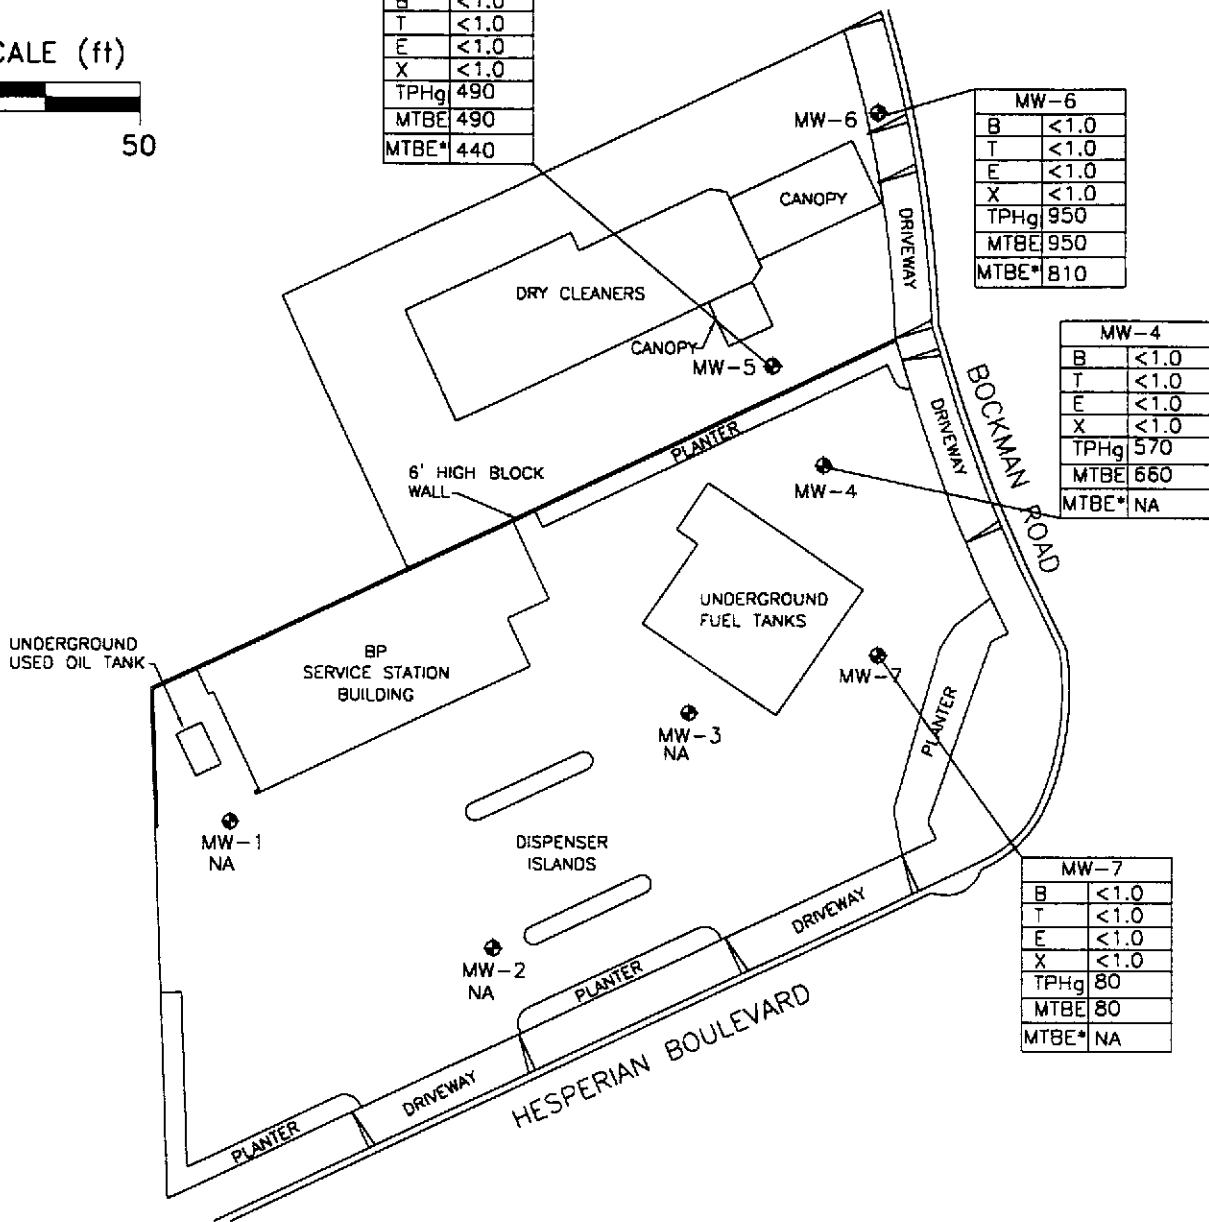 CALE (ft)
50
B <1.0
T <1.0
E <1.0
X <1.0
TPHg 490
MTBE 490
MTBE* 440
MW-6
MW-6
B <1.0
T <1.0
E <1.0
X <1.0
TPHg 950
MTBE 950
MTBE* 810
CANOPY
DRIVEWAY
DRY CLEANERS
CANOPY
MW-5
MW-4
B <1.0
T <1.0
E <1.0
X <1.0
TPHg 570
MTBE 660
MTBE* NA
BOCKMAN ROAD
DRIVEWAY
PLANTER
6' HIGH BLOCK
WALL
MW-4
UNDERGROUND
FUEL TANKS
UNDERGROUND
USED OIL TANK
BP
SERVICE STATION
BUILDING
MW-7
PLANTER
MW-3
NA
MW-1
NA
DISPENSER
ISLANDS
MW-7
B <1.0
T <1.0
E <1.0
X <1.0
TPHg 80
MTBE 80
MTBE* NA
DRIVEWAY
MW-2
NA
PLANTER
HESPERIAN BOULEVARD
DRIVEWAY
PLANTER